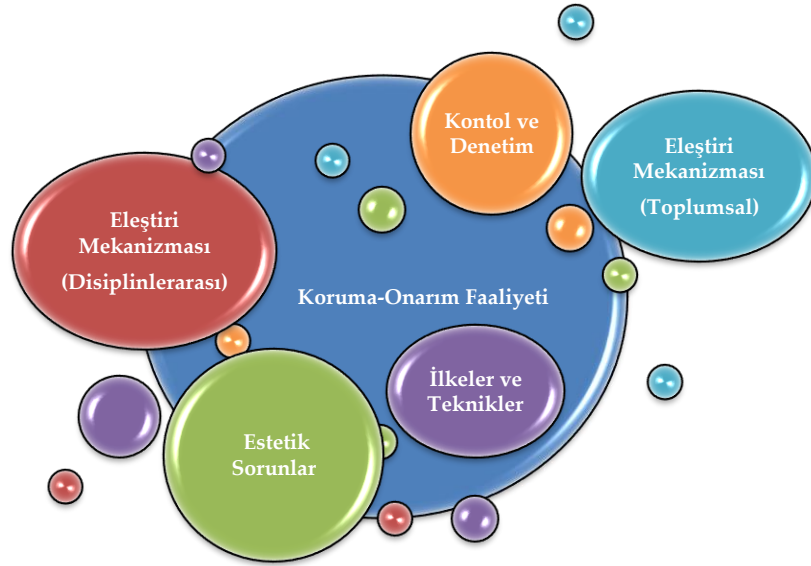 Kontol ve
Denetim
Eleştiri
Mekanizması
(Toplumsal)
Eleştiri
Mekanizması
(Disiplinlerarası)
Koruma-Onarım Faaliyeti
İlkeler ve
Teknikler
Estetik
Sorunlar